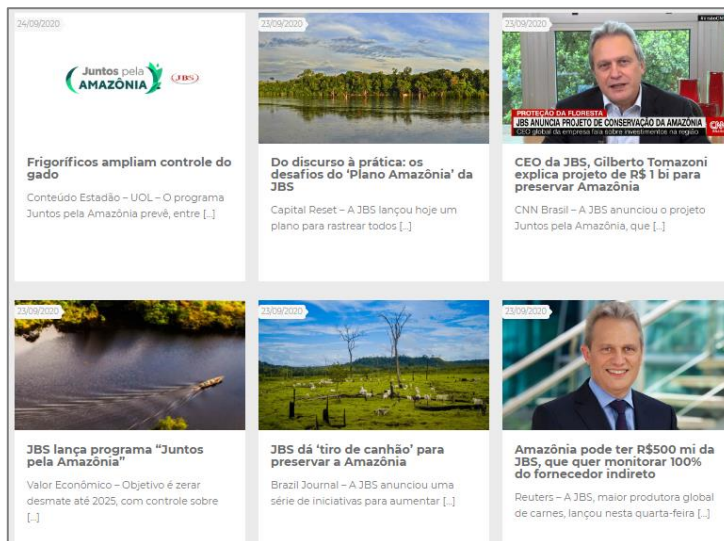 24/09/2020
Juntos pela
AMAZÔNIA
JBS
Frigoríficos ampliam controle do
gado
Conteúdo Estadão – UOL – O programa
Juntos pela Amazônia prevê, entre [...]
23/09/2020
Do discurso à prática: os
desafios do ‘Plano Amazônia’ da
JBS
Capital Reset – A JBS lançou hoje um
plano para rastrear todos [...]
23/09/2020
PROTEÇÃO DA FLORESTA
JBS ANUNCIA PROJETO DE CONSERVAÇÃO DA AMAZÔNIA
CEO global da empresa fala sobre investimentos na região
CNN
CEO da JBS, Gilberto Tomazoni
explica projeto de R$ 1 bi para
preservar Amazônia
CNN Brasil – A JBS anunciou o projeto
Juntos pela Amazônia, que [...]
23/09/2020
JBS lança programa “Juntos
pela Amazônia”
Valor Econômico – Objetivo é zerar
desmate até 2025, com controle sobre
[...]
23/09/2020
JBS dá ‘tiro de canhão’ para
preservar a Amazônia
Brazil Journal – A JBS anunciou uma
série de iniciativas para aumentar [...]
23/09/2020
Amazônia pode ter R$500 mi da
JBS, que quer monitorar 100%
do fornecedor indireto
Reuters – A JBS, maior produtora global
de carnes, lançou nesta quarta-feira [...]